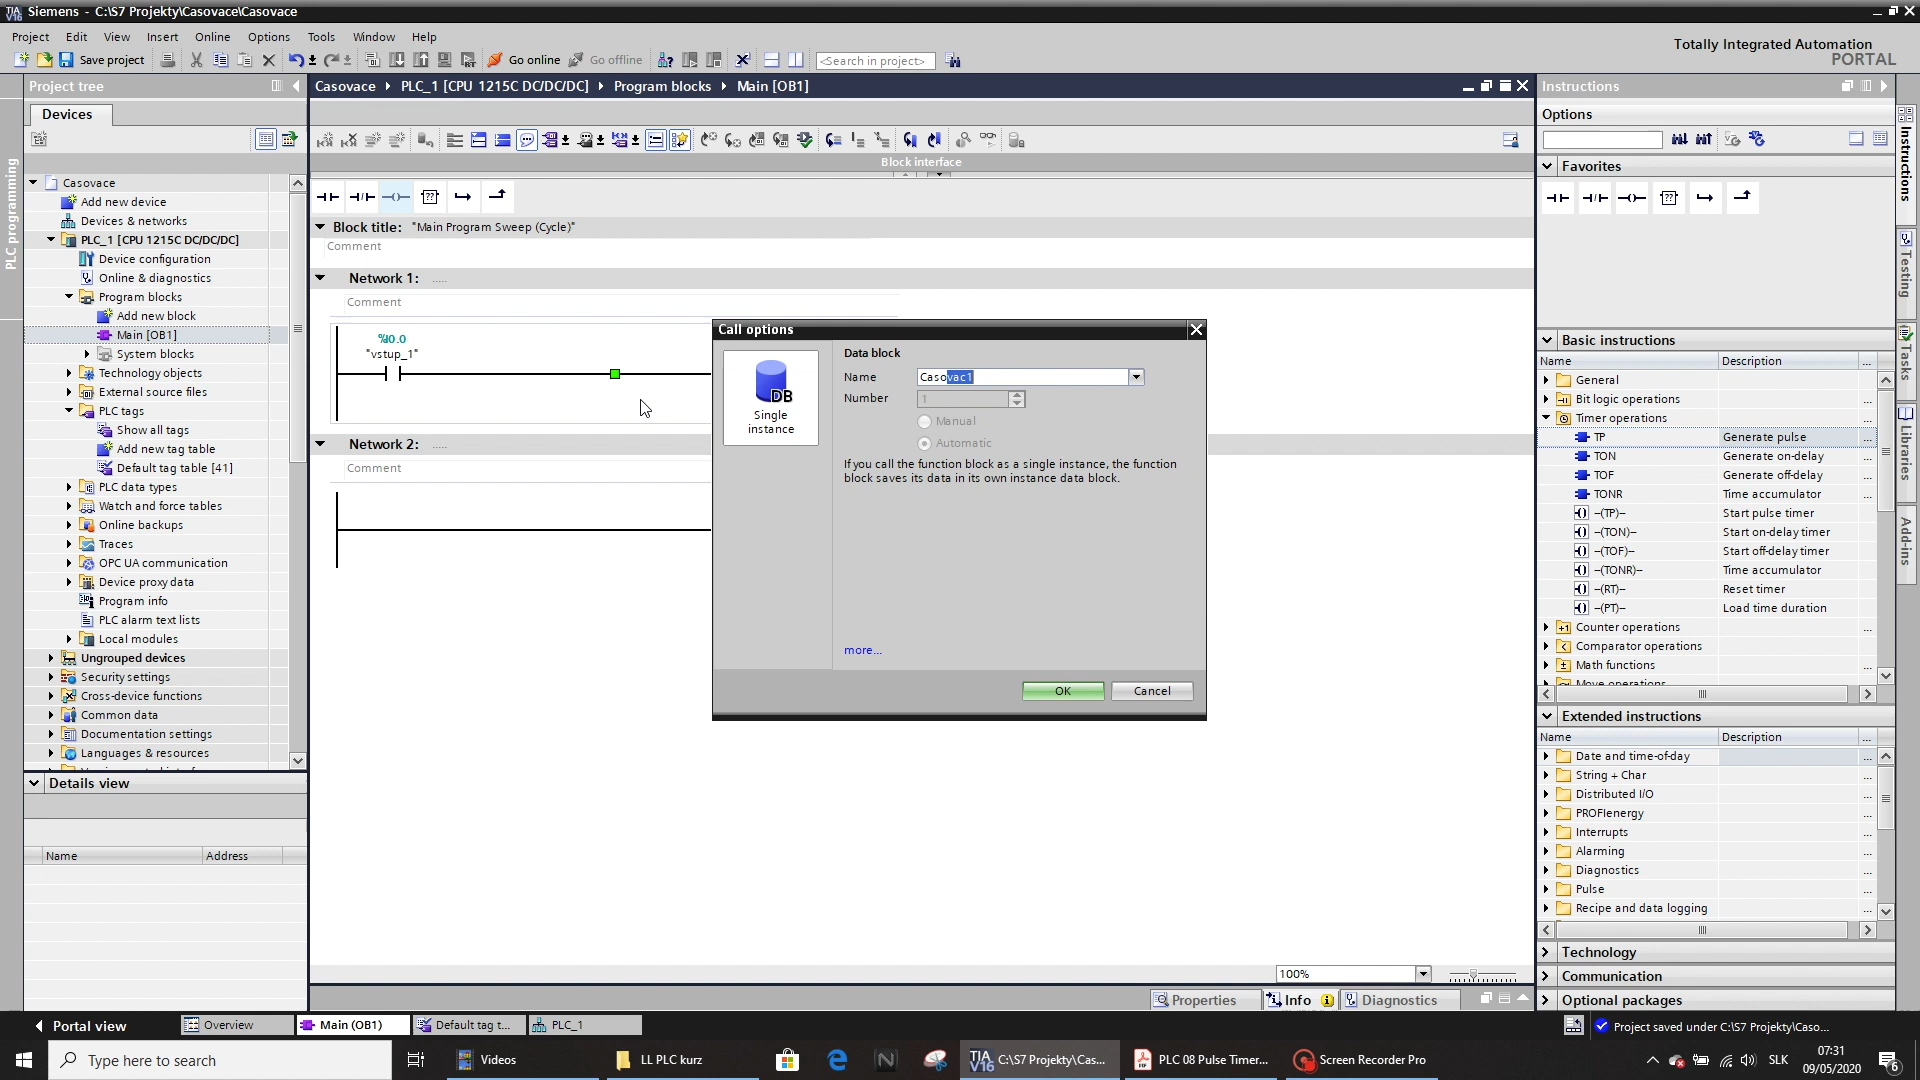 Siemens - C:\S7 Projekty\Casovace\Casovace
Project Edit View Insert Online Options Tools Window Help
Totally Integrated Automation
PORTAL
Save project
Go online
Go offline
<Search in project>
Project tree
Casovace PLC_1 [CPU 1215C DC/DC/DC] Program blocks Main [OB1]
Instructions
Devices
Options
Block interface
Favorites
Block title: "Main Program Sweep (Cycle)"
Comment
Network 1: .....
Comment
%I0.0
"vstup_1"
Network 2: .....
Comment
PLC programming
Casovace
Add new device
Devices & networks
PLC_1 [CPU 1215C DC/DC/DC]
Device configuration
Online & diagnostics
Program blocks
Add new block
Main [OB1]
System blocks
Technology objects
External source files
PLC tags
Show all tags
Add new tag table
Default tag table [41]
PLC data types
Watch and force tables
Online backups
Traces
OPC UA communication
Device proxy data
Program info
PLC alarm text lists
Local modules
Ungrouped devices
Security settings
Cross-device functions
Common data
Documentation settings
Languages & resources
Details view
Name Address
Call options
DB
Single
instance
Data block
Name Casovac1
Number 1
Manual
Automatic
If you call the function block as a single instance, the function
block saves its data in its own instance data block.
more...
OK Cancel
Basic instructions
Name Description ...
General
Bit logic operations ...
Timer operations ...
TP Generate pulse ...
TON Generate on-delay ...
TOF Generate off-delay ...
TONR Time accumulator ...
-(TP)- Start pulse timer
-(TON)- Start on-delay timer
-(TOF)- Start off-delay timer
-(TONR)- Time accumulator
-(RT)- Reset timer
-(PT)- Load time duration
Counter operations ...
Comparator operations
Math functions ...
Move operations
Extended instructions
Name Description ...
Date and time-of-day ...
String + Char ...
Distributed I/O ...
PROFIenergy ...
Interrupts ...
Alarming ...
Diagnostics ...
Pulse ...
Recipe and data logging ...
Technology
Communication
Optional packages
Instructions
Testing
Tasks
Libraries
Add-ins
100%
Properties Info Diagnostics
Portal view Overview Main (OB1) Default tag t... PLC_1
Project saved under C:\S7 Projekty\Caso...
Type here to search
Videos
LL PLC kurz
C:\S7 Projekty\Cas...
PLC 08 Pulse Timer...
Screen Recorder Pro
SLK
07:31
09/05/2020
6